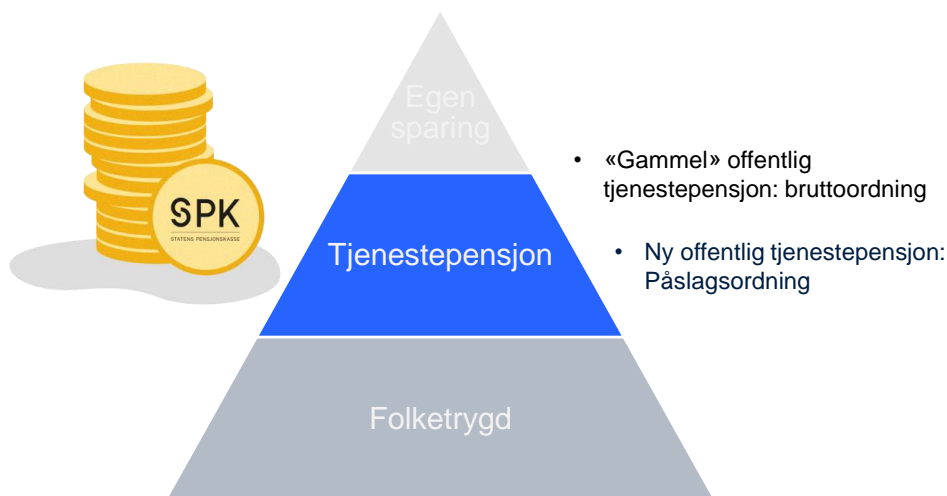 Egen
sparing
• «Gammel» offentlig
tjenestepensjon: bruttoordning
SPK
STATENS PENSJONSKASSE
Tjenestepensjon
• Ny offentlig tjenestepensjon:
Påslagsordning
Folketrygd